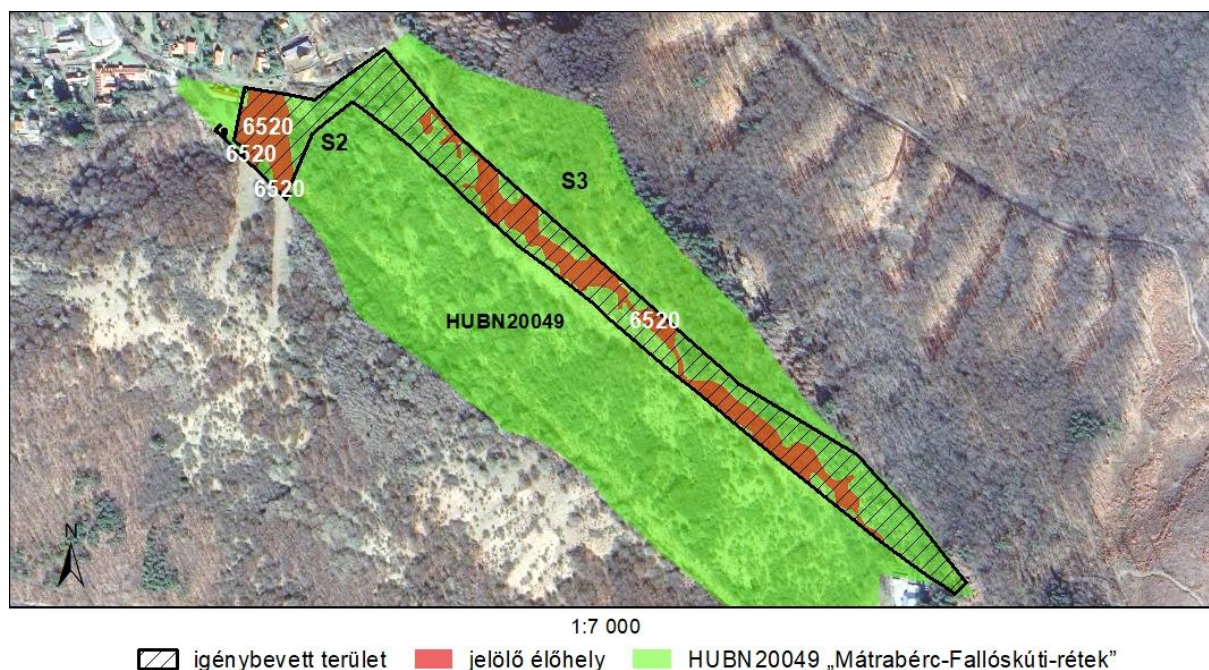 6520
6520
S2
6520
S3
HUBN20049
6520
N
1:7 000
igénybevett terület
jelölő élőhely
HUBN20049 „Mátrabérc-Fallóskúti-rétek”